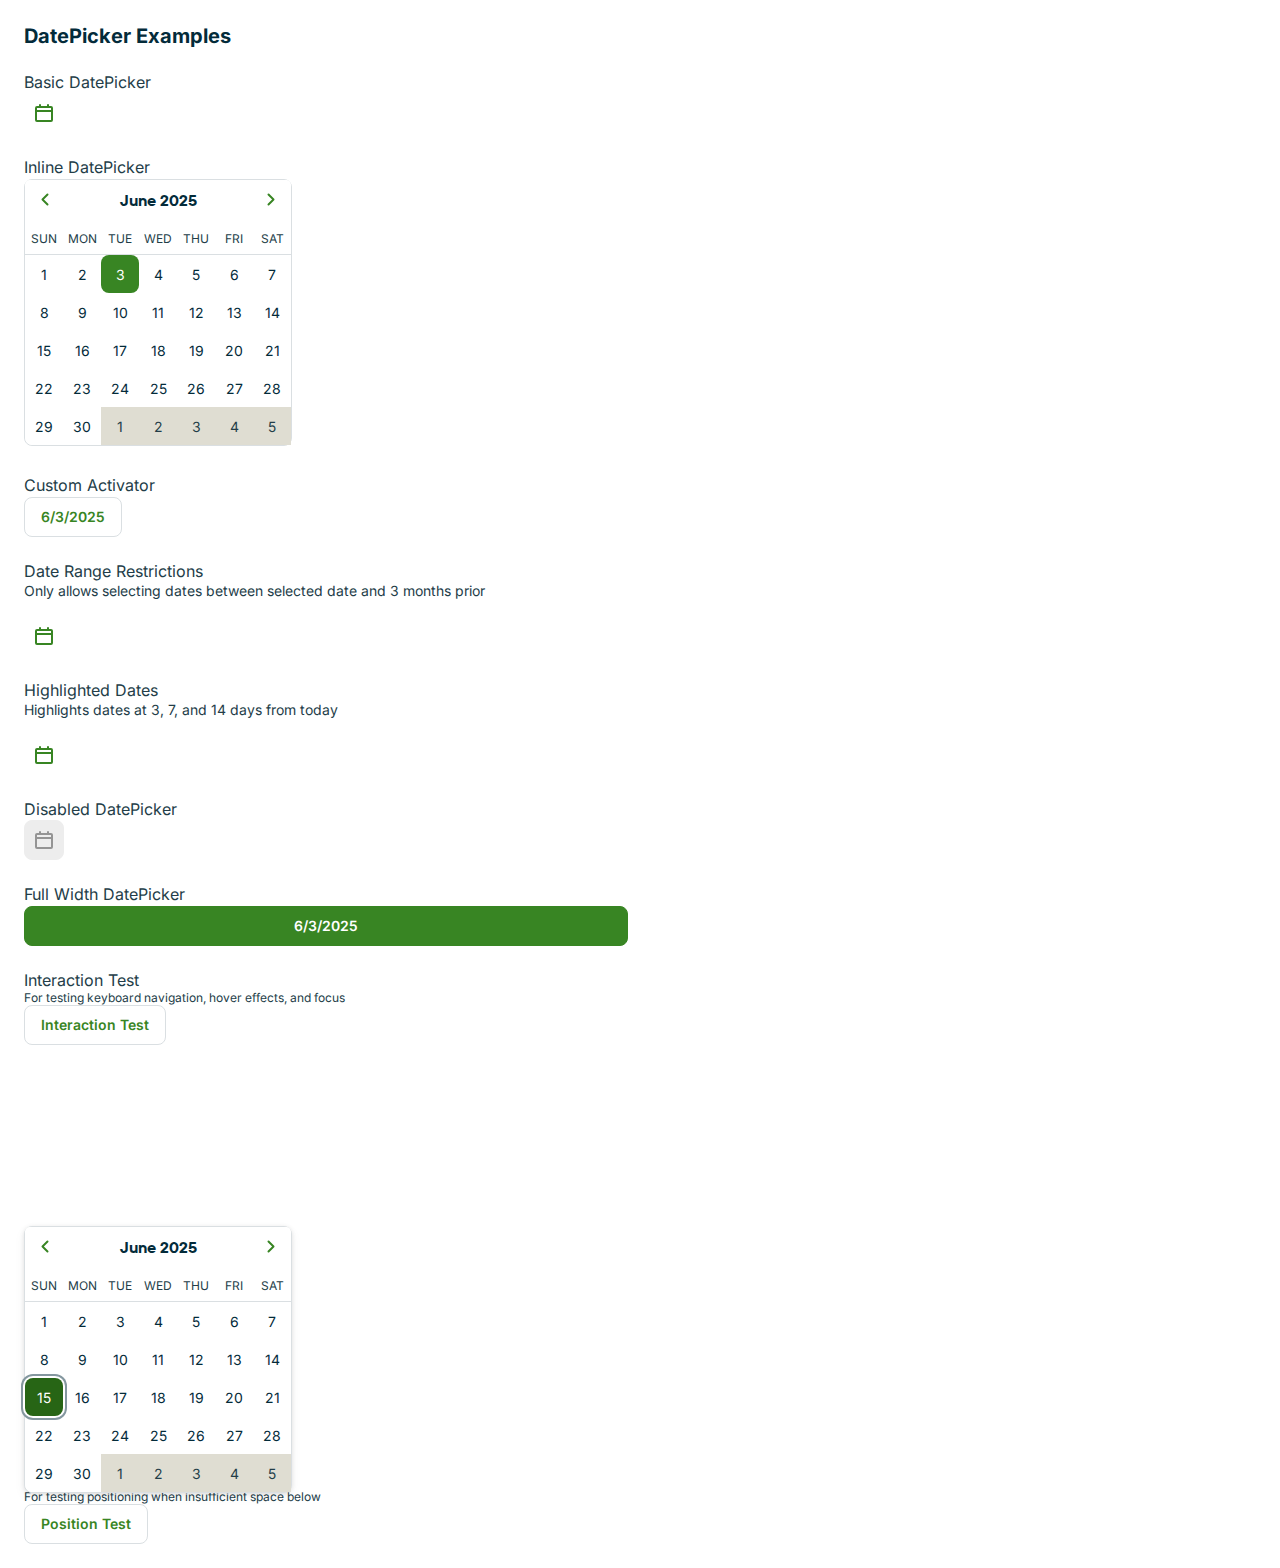 DatePicker Examples
Basic DatePicker
Inline DatePicker
June 2025
SUN MON TUE WED THU FRI SAT
1 2 3 4 5 6 7
8 9 10 11 12 13 14
15 16 17 18 19 20 21
22 23 24 25 26 27 28
29 30 1 2 3 4 5
Custom Activator
6/3/2025
Date Range Restrictions
Only allows selecting dates between selected date and 3 months prior
Highlighted Dates
Highlights dates at 3, 7, and 14 days from today
Disabled DatePicker
Full Width DatePicker
6/3/2025
Interaction Test
For testing keyboard navigation, hover effects, and focus
Interaction Test
June 2025
SUN MON TUE WED THU FRI SAT
1 2 3 4 5 6 7
8 9 10 11 12 13 14
15 16 17 18 19 20 21
22 23 24 25 26 27 28
29 30 1 2 3 4 5
For testing positioning when insufficient space below
Position Test